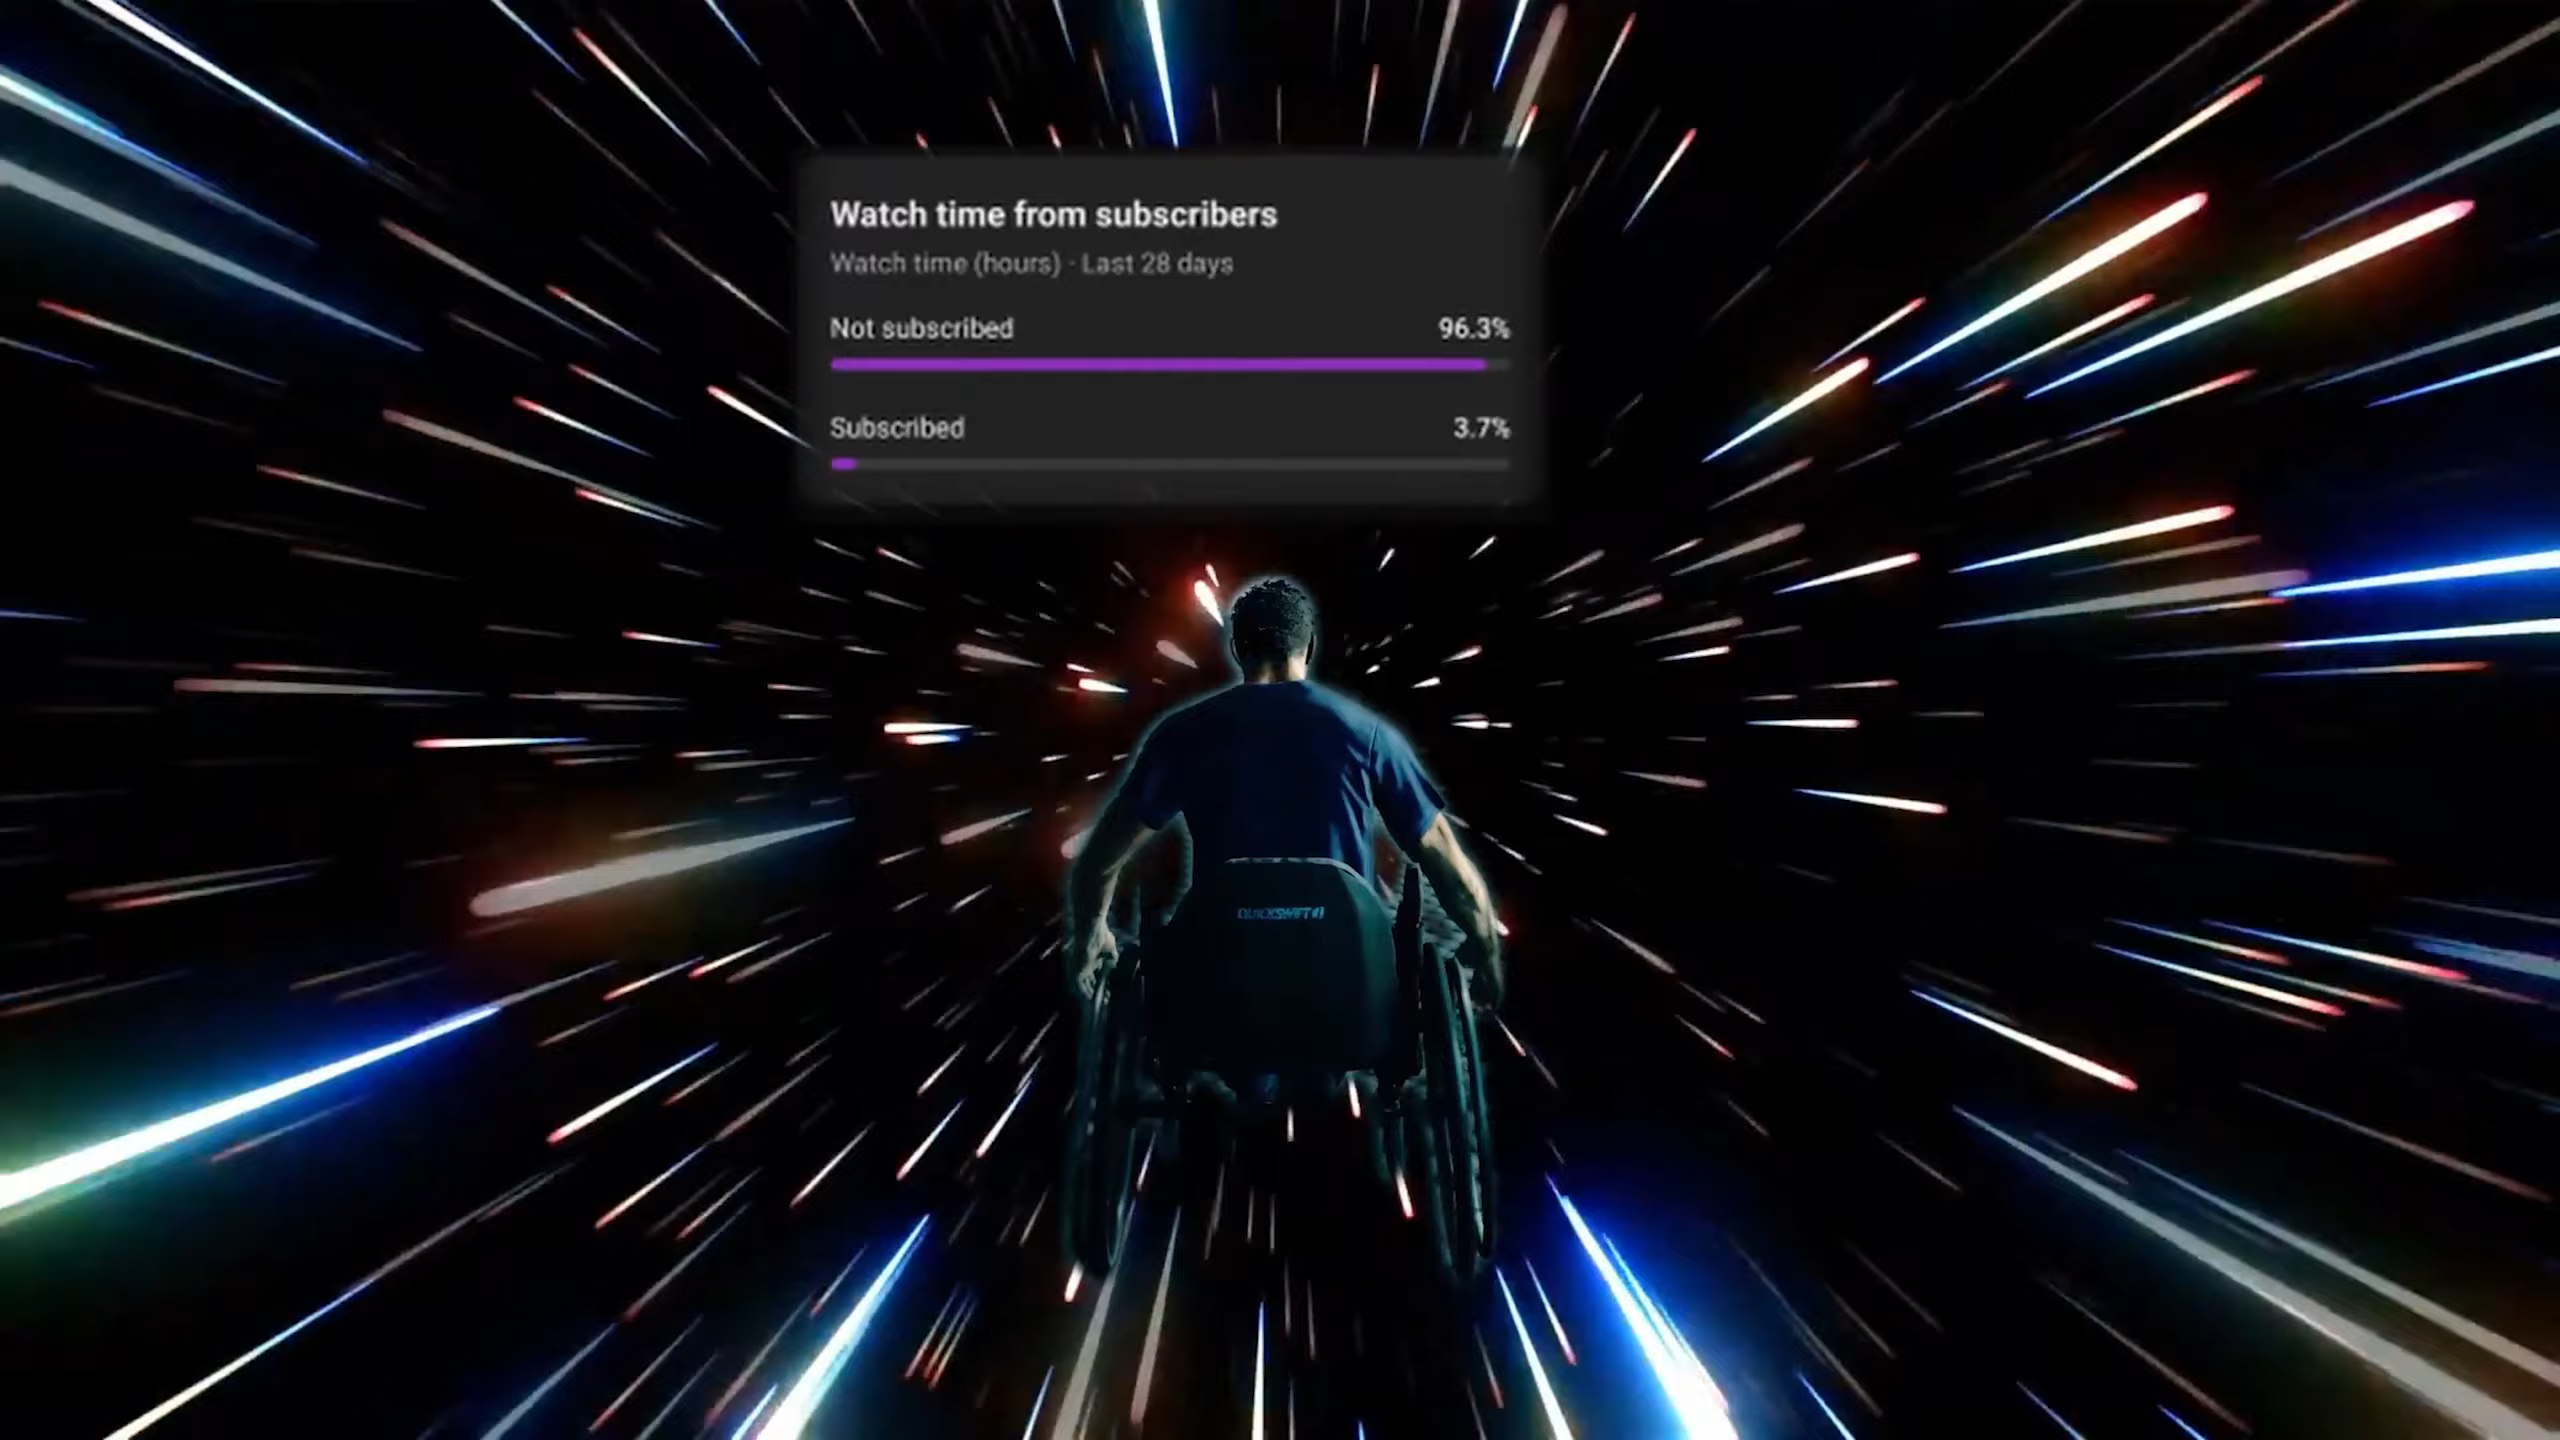 Watch time from subscribers
Watch time (hours) · Last 28 days
Not subscribed 96.3%
Subscribed 3.7%